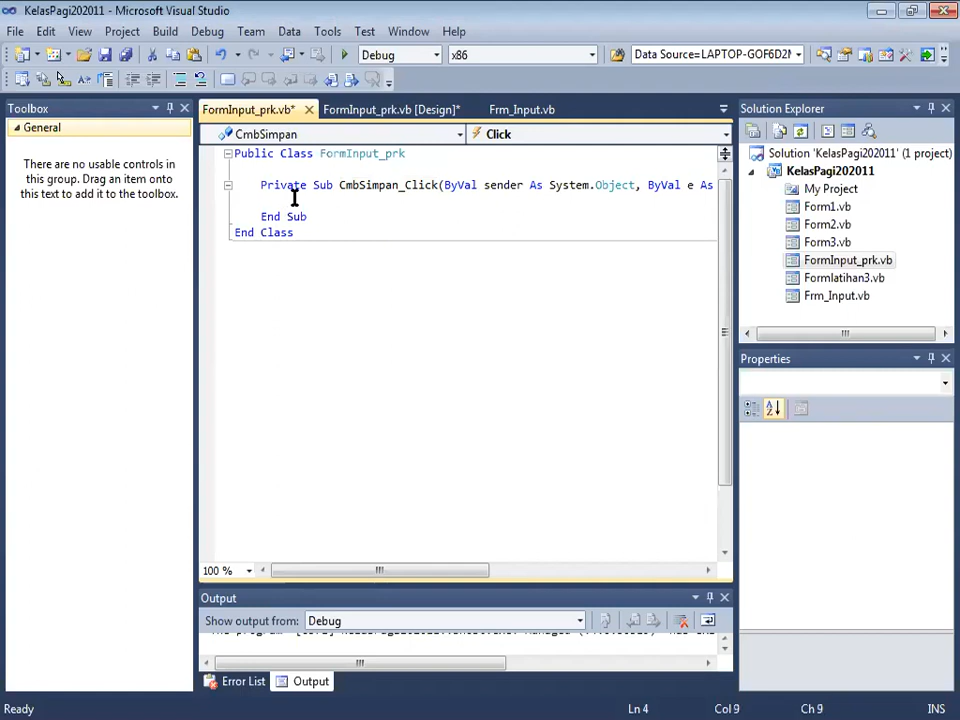 KelasPagi202011 - Microsoft Visual Studio
File Edit View Project Build Debug Team Data Tools Test Window Help
Debug x86 Data Source=LAPTOP-GOF6D2M
Toolbox
General
There are no usable controls in
this group. Drag an item onto
this text to add it to the toolbox.
FormInput_prk.vb* FormInput_prk.vb [Design]* Frm_Input.vb
CmbSimpan Click
Public Class FormInput_prk
Private Sub CmbSimpan_Click(ByVal sender As System.Object, ByVal e As
End Sub
End Class
100 %
Output
Show output from: Debug
Error List Output
Solution Explorer
Solution 'KelasPagi202011' (1 project)
KelasPagi202011
My Project
Form1.vb
Form2.vb
Form3.vb
FormInput_prk.vb
Formlatihan3.vb
Frm_Input.vb
Properties
Ready Ln 4 Col 9 Ch 9 INS